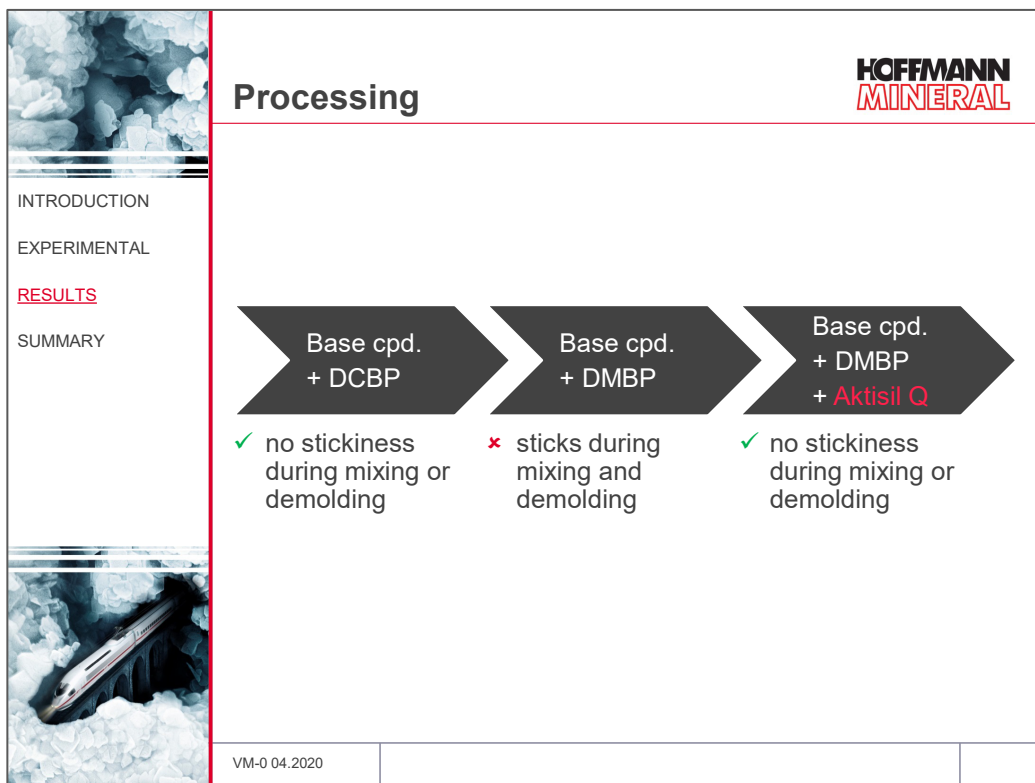 Processing
HOFFMANN
MINERAL
INTRODUCTION
EXPERIMENTAL
RESULTS
SUMMARY
Base cpd.
+ DCBP
✓ no stickiness
during mixing or
demolding
Base cpd.
+ DMBP
× sticks during
mixing and
demolding
Base cpd.
+ DMBP
+ Aktisil Q
✓ no stickiness
during mixing or
demolding
VM-0 04.2020